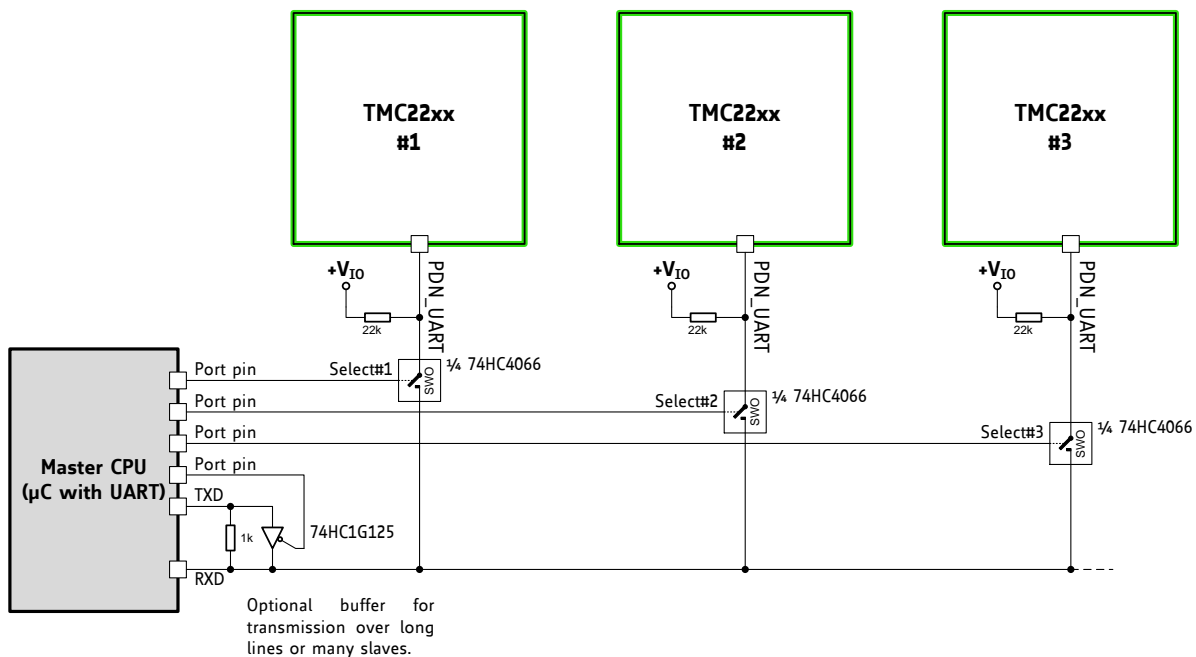 TMC22xx
#1
TMC22xx
#2
TMC22xx
#3
+VIO
22k
PDN_UART
+VIO
22k
PDN_UART
+VIO
22k
PDN_UART
Port pin
Select#1
SWO
¼ 74HC4066
Port pin
Select#2
SWO
¼ 74HC4066
Port pin
Select#3
SWO
¼ 74HC4066
Port pin
Master CPU
(µC with UART)
TXD
1k
74HC1G125
RXD
Optional buffer for
transmission over long
lines or many slaves.